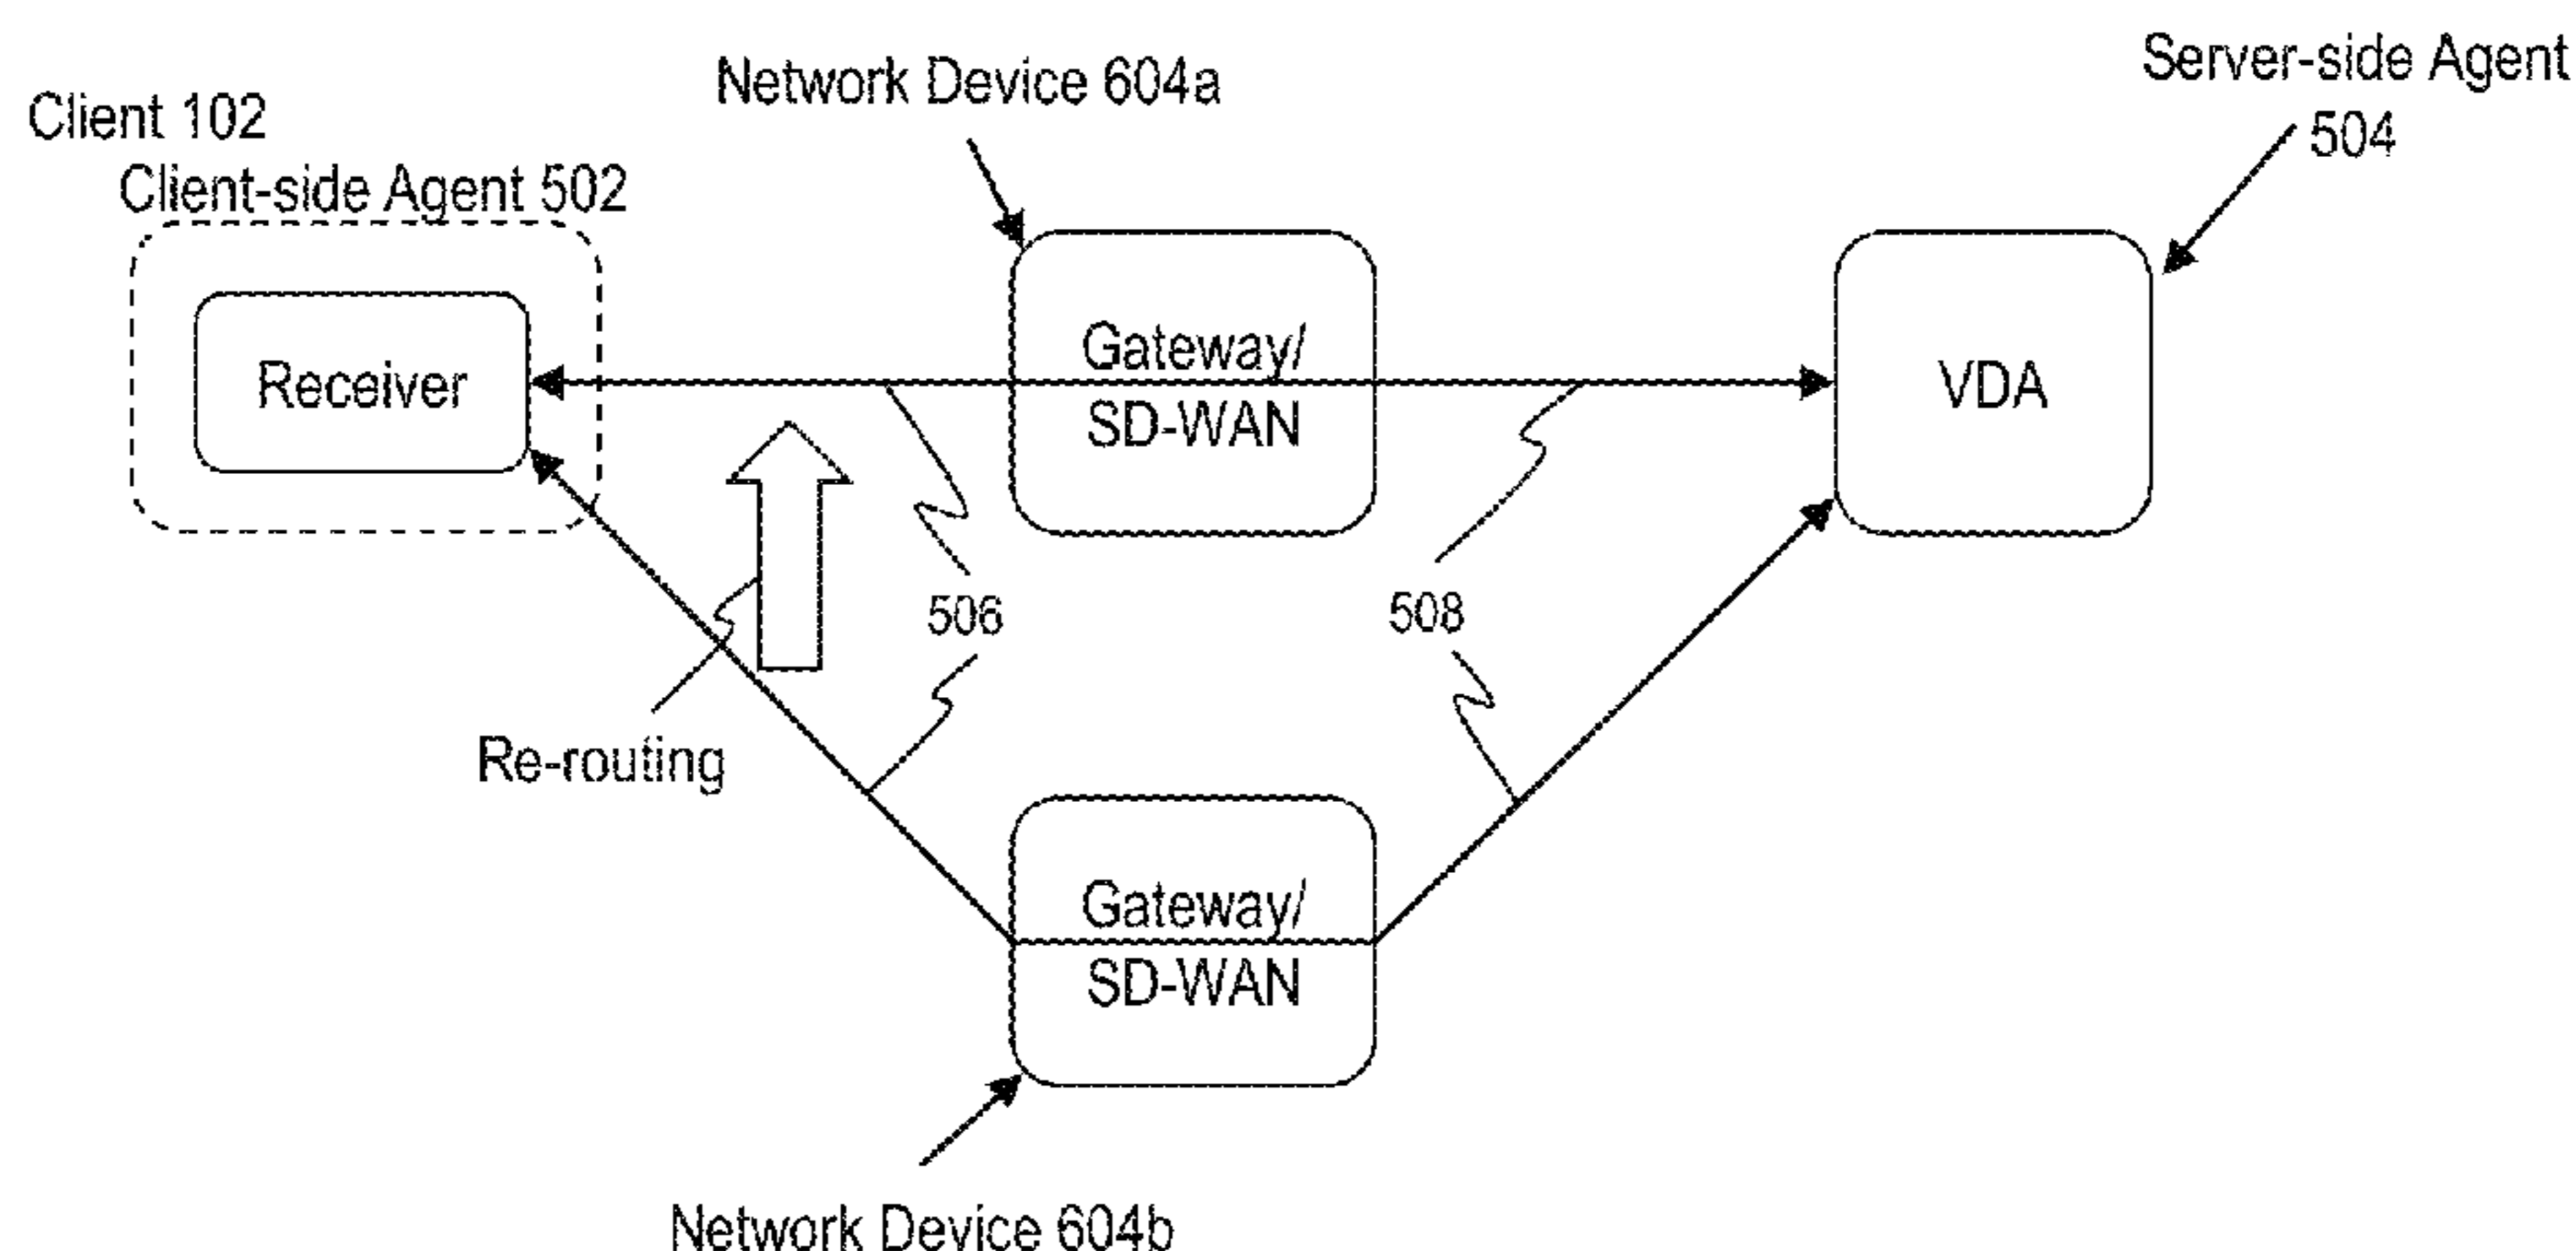 Server-side Agent
504
Network Device 604a
Client 102
Client-side Agent 502
Gateway/
SD-WAN
Receiver
VDA
506
508
Re-routing
Gateway/
SD-WAN
Network Device 604b